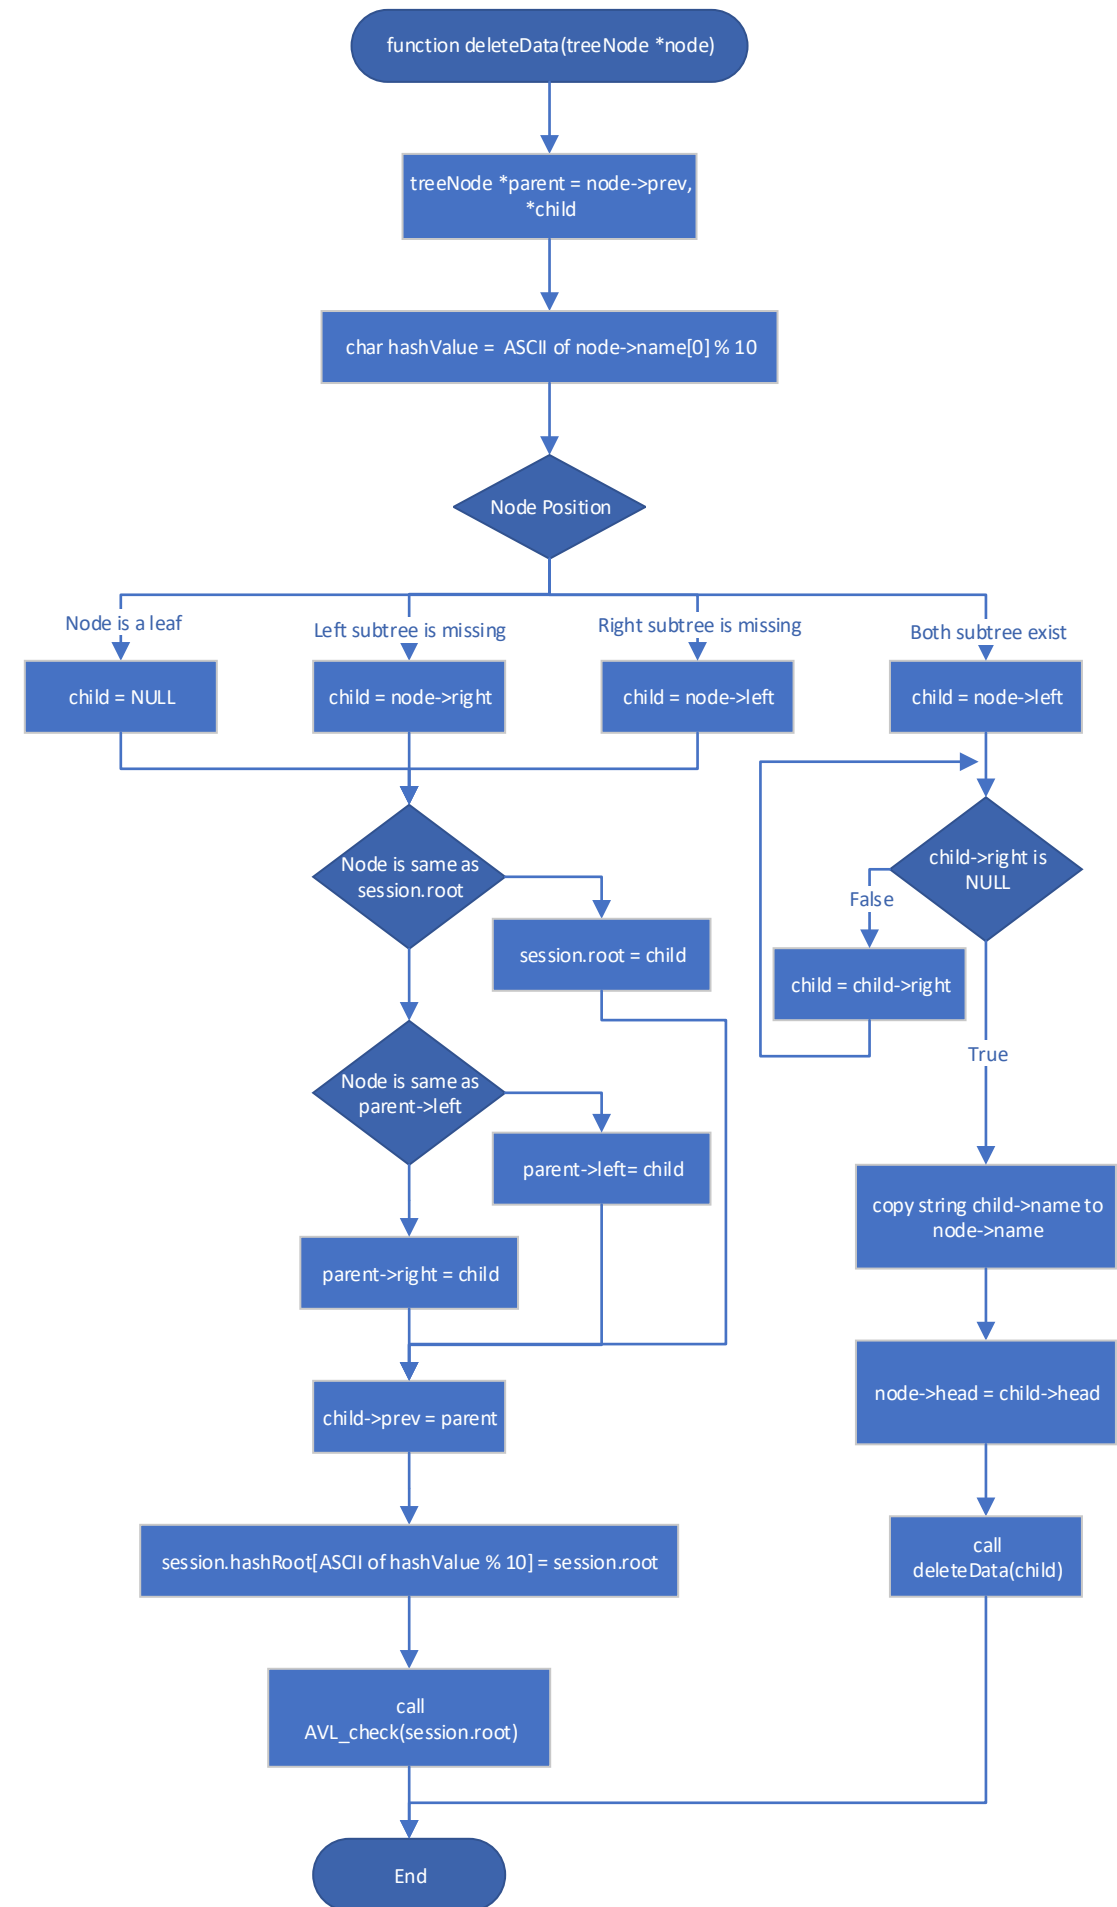 function deleteData(treeNode *node)
treeNode *parent = node->prev,
*child
char hashValue = ASCII of node->name[0] % 10
Node Position
Node is a leaf
Left subtree is missing
Right subtree is missing
Both subtree exist
child = NULL
child = node->right
child = node->left
child = node->left
Node is same as
session.root
child->right is
NULL
False
session.root = child
child = child->right
True
Node is same as
parent->left
parent->left= child
copy string child->name to
node->name
parent->right = child
child->prev = parent
node->head = child->head
session.hashRoot[ASCII of hashValue % 10] = session.root
call
deleteData(child)
call
AVL_check(session.root)
End